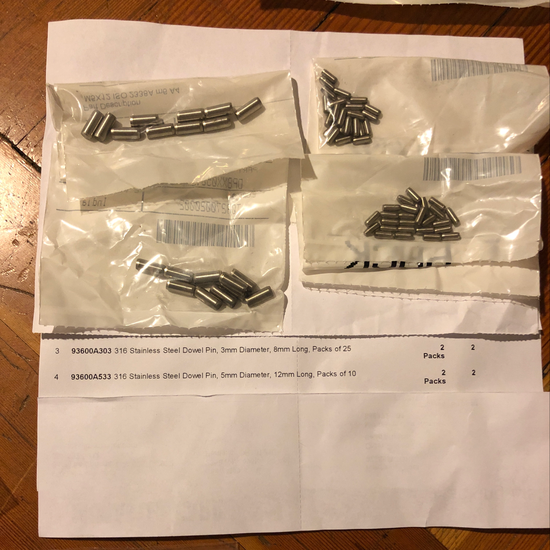 3 93600A303 316 Stainless Steel Dowel Pin, 3mm Diameter, 8mm Long, Packs of 25 2 2
Packs
4 93600A533 316 Stainless Steel Dowel Pin, 5mm Diameter, 12mm Long, Packs of 10 2 2
Packs